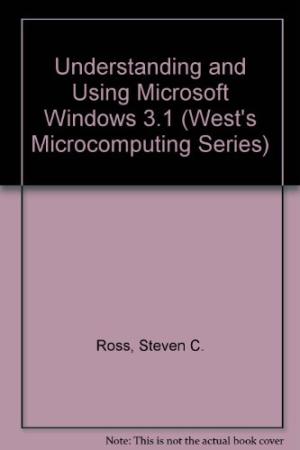 Understanding and
Using Microsoft
Windows 3.1 (West's
Microcomputing Series)
Ross, Steven C.
Note: This is not the actual book cover